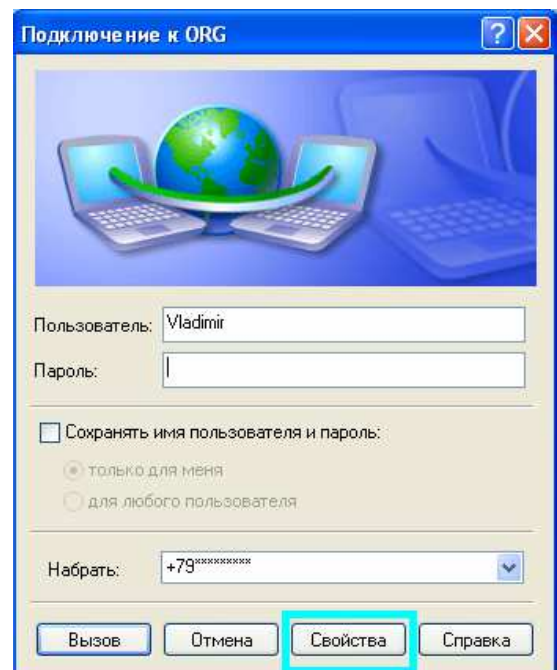 Подключение к ORG
Пользователь: Vladimir
Пароль:
Сохранять имя пользователя и пароль:
только для меня
для любого пользователя
Набрать: +79*********
Вызов Отмена Свойства Справка